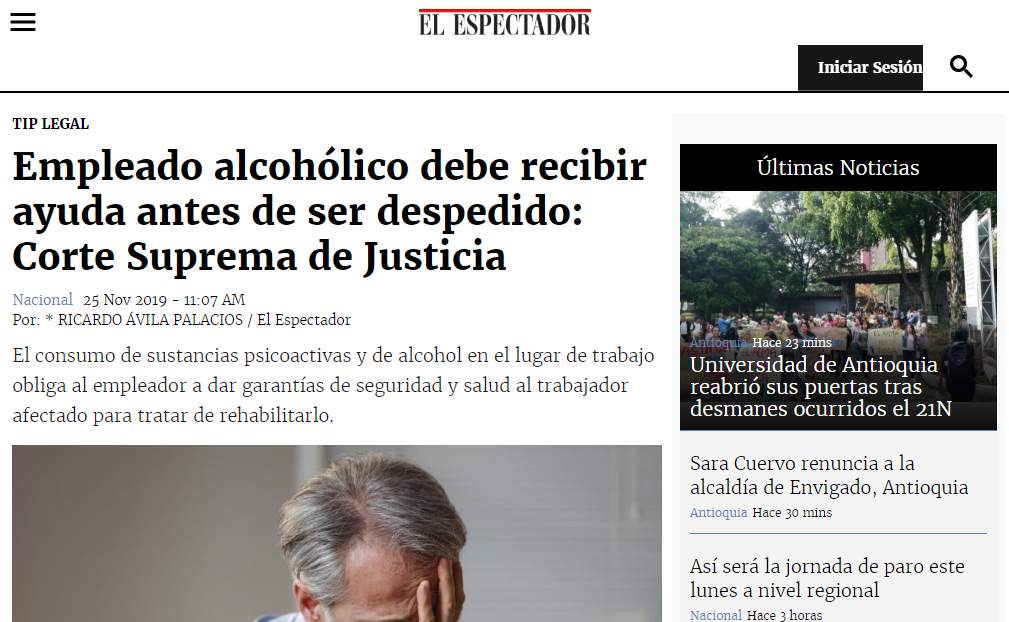 EL ESPECTADOR
Iniciar Sesión
TIP LEGAL
Empleado alcohólico debe recibir
ayuda antes de ser despedido:
Corte Suprema de Justicia
Nacional 25 Nov 2019 - 11:07 AM
Por: * RICARDO ÁVILA PALACIOS / El Espectador
El consumo de sustancias psicoactivas y de alcohol en el lugar de trabajo
obliga al empleador a dar garantías de seguridad y salud al trabajador
afectado para tratar de rehabilitarlo.
Últimas Noticias
Antioquia Hace 23 mins
Universidad de Antioquia
reabrió sus puertas tras
desmanes ocurridos el 21N
Sara Cuervo renuncia a la
alcaldía de Envigado, Antioquia
Antioquia Hace 30 mins
Así será la jornada de paro este
lunes a nivel regional
Nacional Hace 3 horas